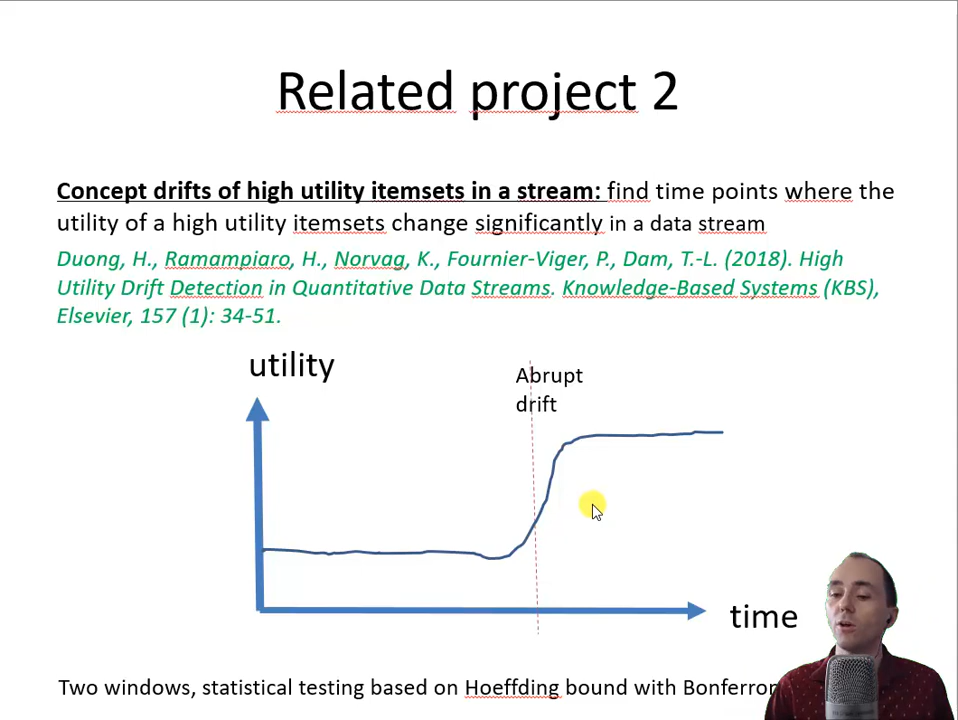 Related project 2
Concept drifts of high utility itemsets in a stream: find time points where the
utility of a high utility itemsets change significantly in a data stream
Duong, H., Ramampiaro, H., Norvag, K., Fournier-Viger, P., Dam, T.-L. (2018). High
Utility Drift Detection in Quantitative Data Streams. Knowledge-Based Systems (KBS),
Elsevier, 157 (1): 34-51.
utility
Abrupt
drift
time
Two windows, statistical testing based on Hoeffding bound with